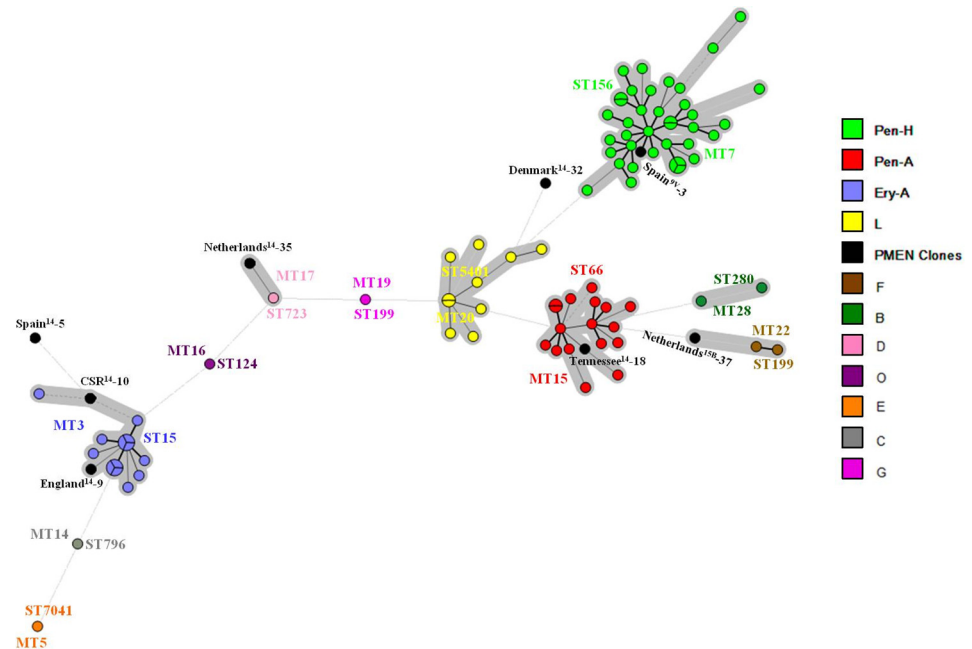 ST156
MT7
Spain⁹ⱽ-3
Denmark¹⁴-32
Netherlands¹⁴-35
MT17
ST723
MT19
ST199
ST5401
MT20
ST66
Tennessee¹⁴-18
MT15
ST280
MT28
Netherlands¹⁵ᴮ-37
MT22
ST199
Spain¹⁴-5
MT16
ST124
CSR¹⁴-10
MT3
ST15
England¹⁴-9
MT14
ST796
ST7041
MT5
Pen-H
Pen-A
Ery-A
L
PMEN Clones
F
B
D
O
E
C
G